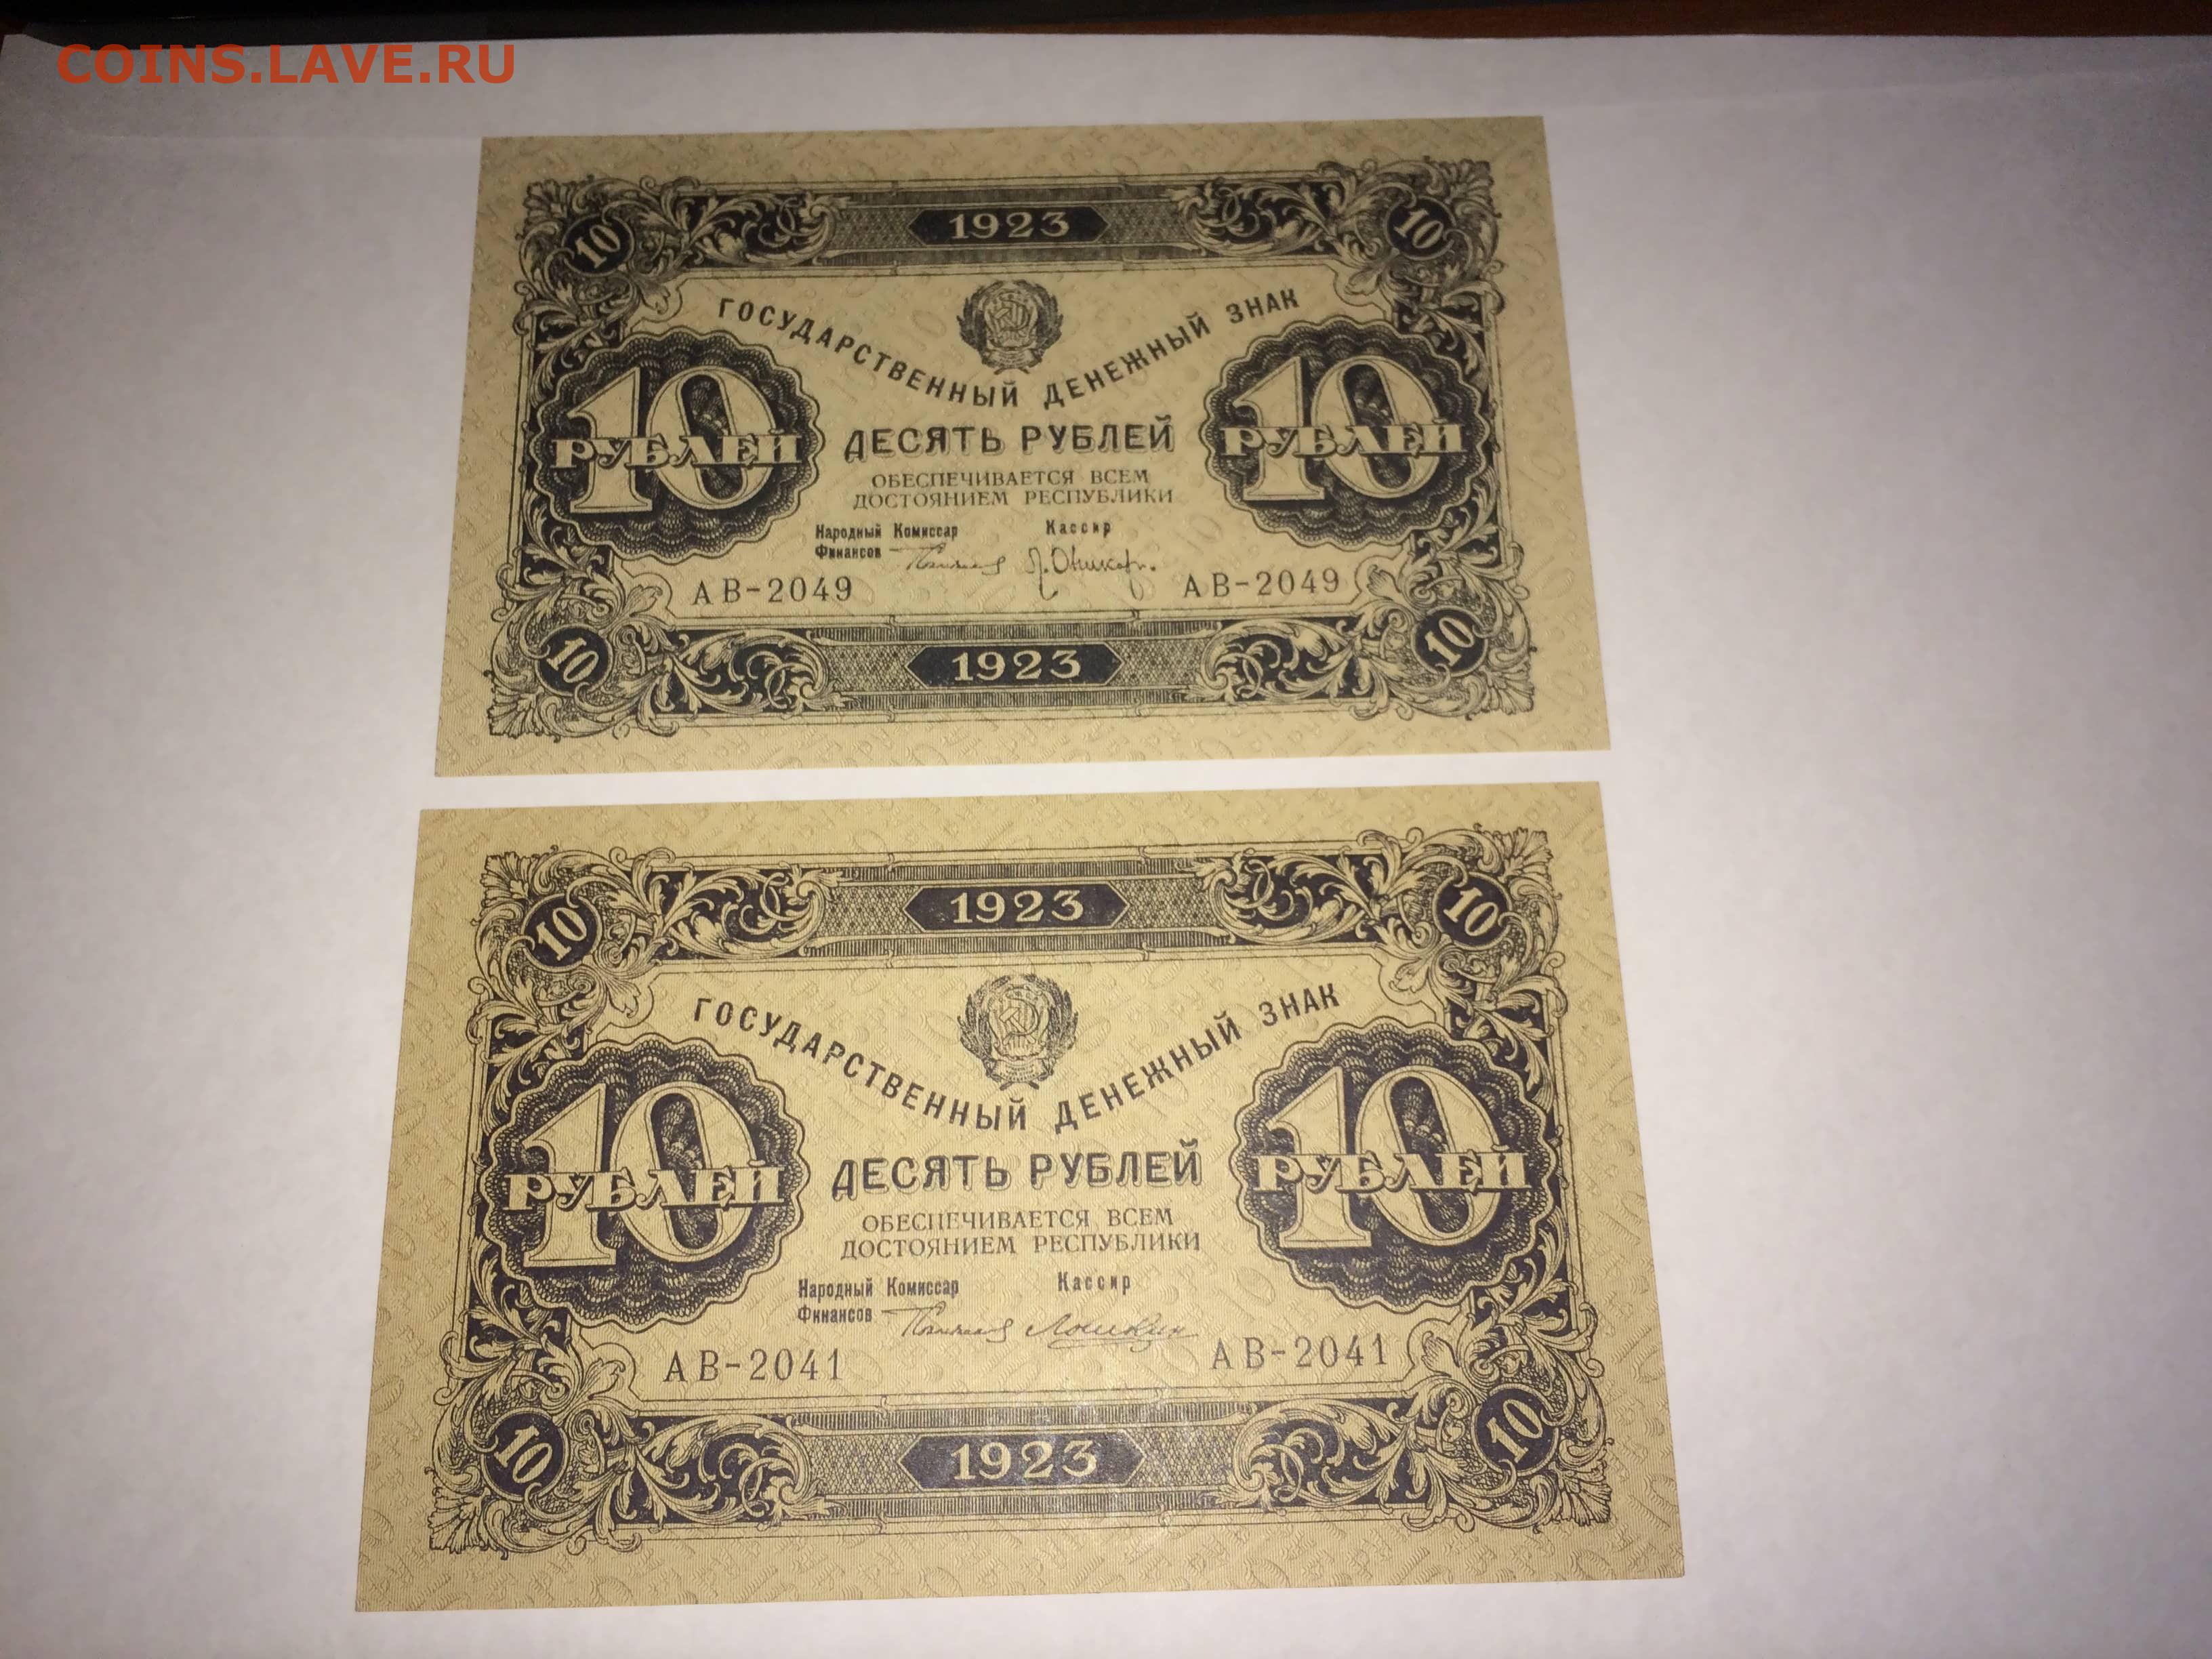 COINS.LAVE.RU
1923
10 10
ГОСУДАРСТВЕННЫЙ ДЕНЕЖНЫЙ ЗНАК
10 РУБЛЕЙ ДЕСЯТЬ РУБЛЕЙ 10 РУБЛЕЙ
ОБЕСПЕЧИВАЕТСЯ ВСЕМ
ДОСТОЯНИЕМ РЕСПУБЛИКИ
Народный Комиссар Кассир
Финансов
АВ-2049 АВ-2049
10 1923 10
10 1923 10
ГОСУДАРСТВЕННЫЙ ДЕНЕЖНЫЙ ЗНАК
10 РУБЛЕЙ ДЕСЯТЬ РУБЛЕЙ 10 РУБЛЕЙ
ОБЕСПЕЧИВАЕТСЯ ВСЕМ
ДОСТОЯНИЕМ РЕСПУБЛИКИ
Народный Комиссар Кассир
Финансов
АВ-2041 АВ-2041
10 1923 10